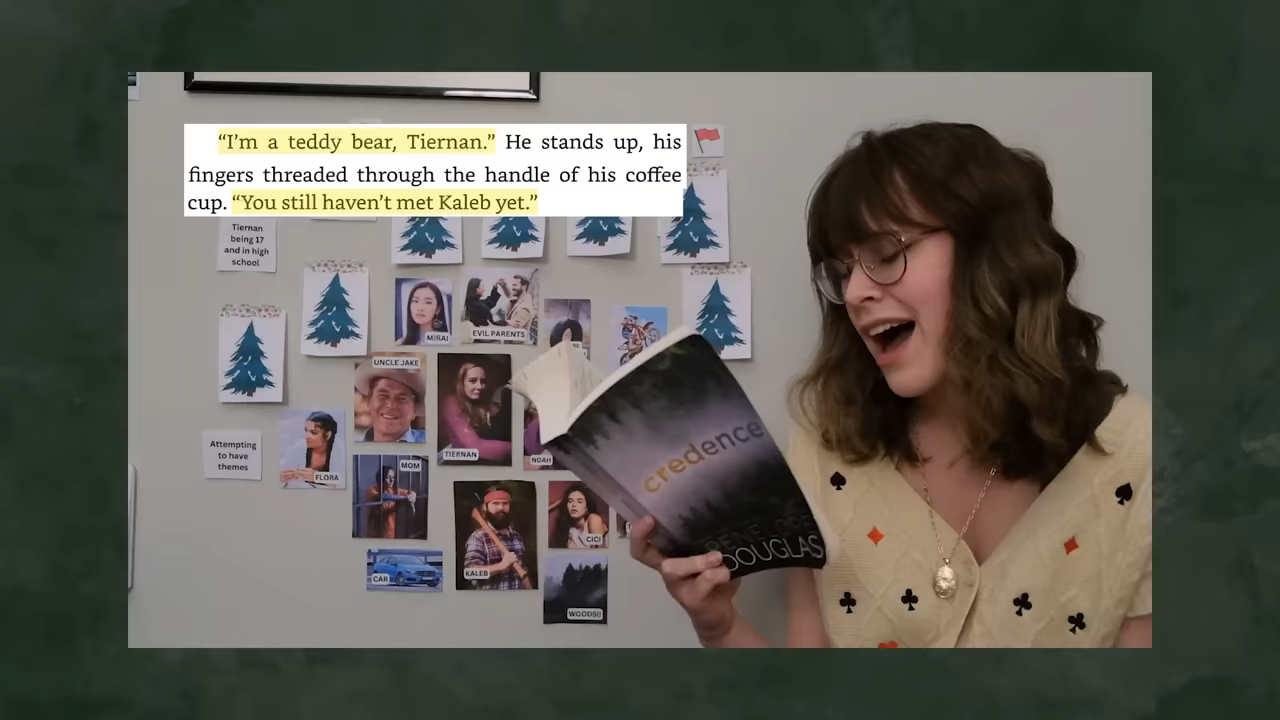 “I’m a teddy bear, Tiernan.” He stands up, his
fingers threaded through the handle of his coffee
cup. “You still haven’t met Kaleb yet.”
Tiernan
being 17
and in high
school
MIRAI
EVIL PARENTS
UNCLE JAKE
TIERNAN
NOAH
Attempting
to have
themes
FLORA
MOM
KALEB
CICI
CAR
WOODS!!
credence
DOUGLAS